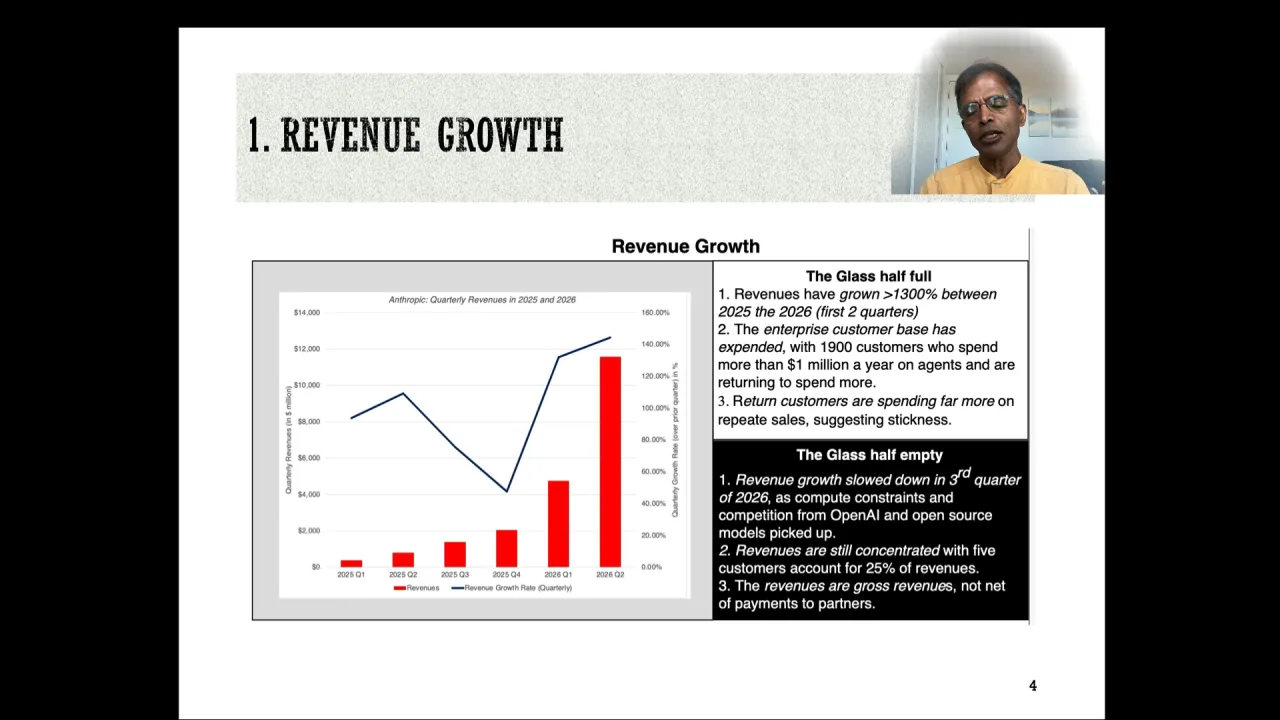 1. REVENUE GROWTH
Revenue Growth
Anthropic: Quarterly Revenues in 2025 and 2026
$14,000
$12,000
$10,000
$8,000
$6,000
$4,000
$2,000
$0
Quarterly Revenues (in $ million)
160.00%
140.00%
120.00%
100.00%
80.00%
60.00%
40.00%
20.00%
0.00%
Quarterly Growth Rate (over prior quarter) in %
2025 Q1 2025 Q2 2025 Q3 2025 Q4 2026 Q1 2026 Q2
Revenues Revenue Growth Rate (Quarterly)
The Glass half full
1. Revenues have grown >1300% between
2025 the 2026 (first 2 quarters)
2. The enterprise customer base has
expended, with 1900 customers who spend
more than $1 million a year on agents and are
returning to spend more.
3. Return customers are spending far more on
repeate sales, suggesting stickness.
The Glass half empty
1. Revenue growth slowed down in 3rd quarter
of 2026, as compute constraints and
competition from OpenAI and open source
models picked up.
2. Revenues are still concentrated with five
customers account for 25% of revenues.
3. The revenues are gross revenues, not net
of payments to partners.
4